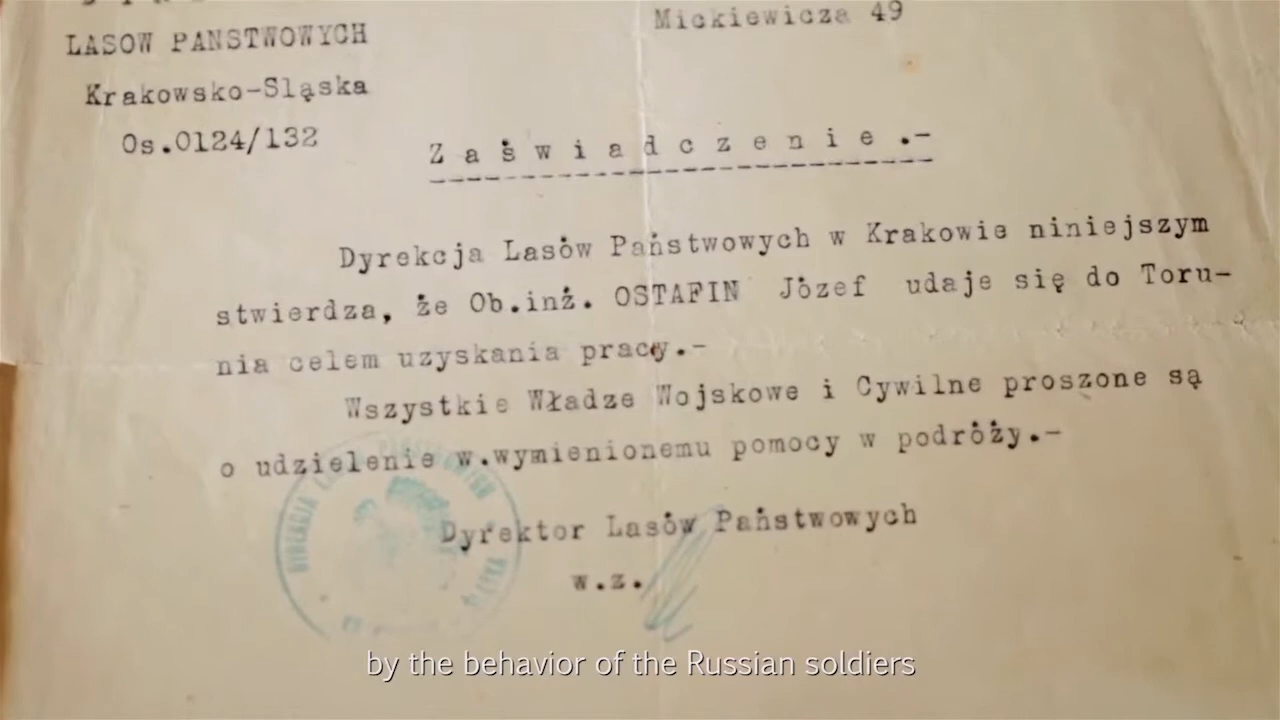 LASOW PANSTWOWYCH
Mickiewicza 49
Krakowsko-Sląska
Os.0124/132
Zaświadczenie.-
Dyrekcja Lasów Państwowych w Krakowie niniejszym
stwierdza, że Ob.inż. OSTAFIN Józef udaje się do Toru-
nia celem uzyskania pracy.-
Wszystkie Władze Wojskowe i Cywilne proszone są
o udzielenie w.wymienionemu pomocy w podróży.-
Dyrektor Lasów Państwowych
w.z.
DYREKCJA
by the behavior of the Russian soldiers